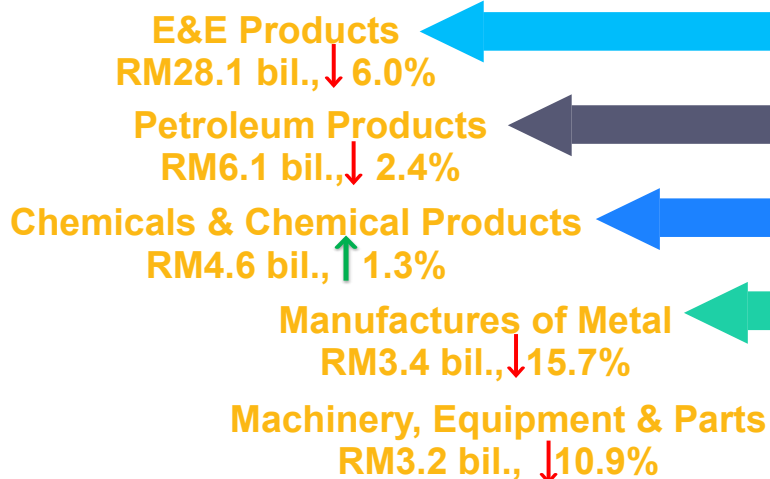 E&E Products
RM28.1 bil.,↓ 6.0%
Petroleum Products
RM6.1 bil.,↓ 2.4%
Chemicals & Chemical Products
RM4.6 bil.,↑ 1.3%
Manufactures of Metal
RM3.4 bil.,↓15.7%
Machinery, Equipment & Parts
RM3.2 bil., ↓10.9%